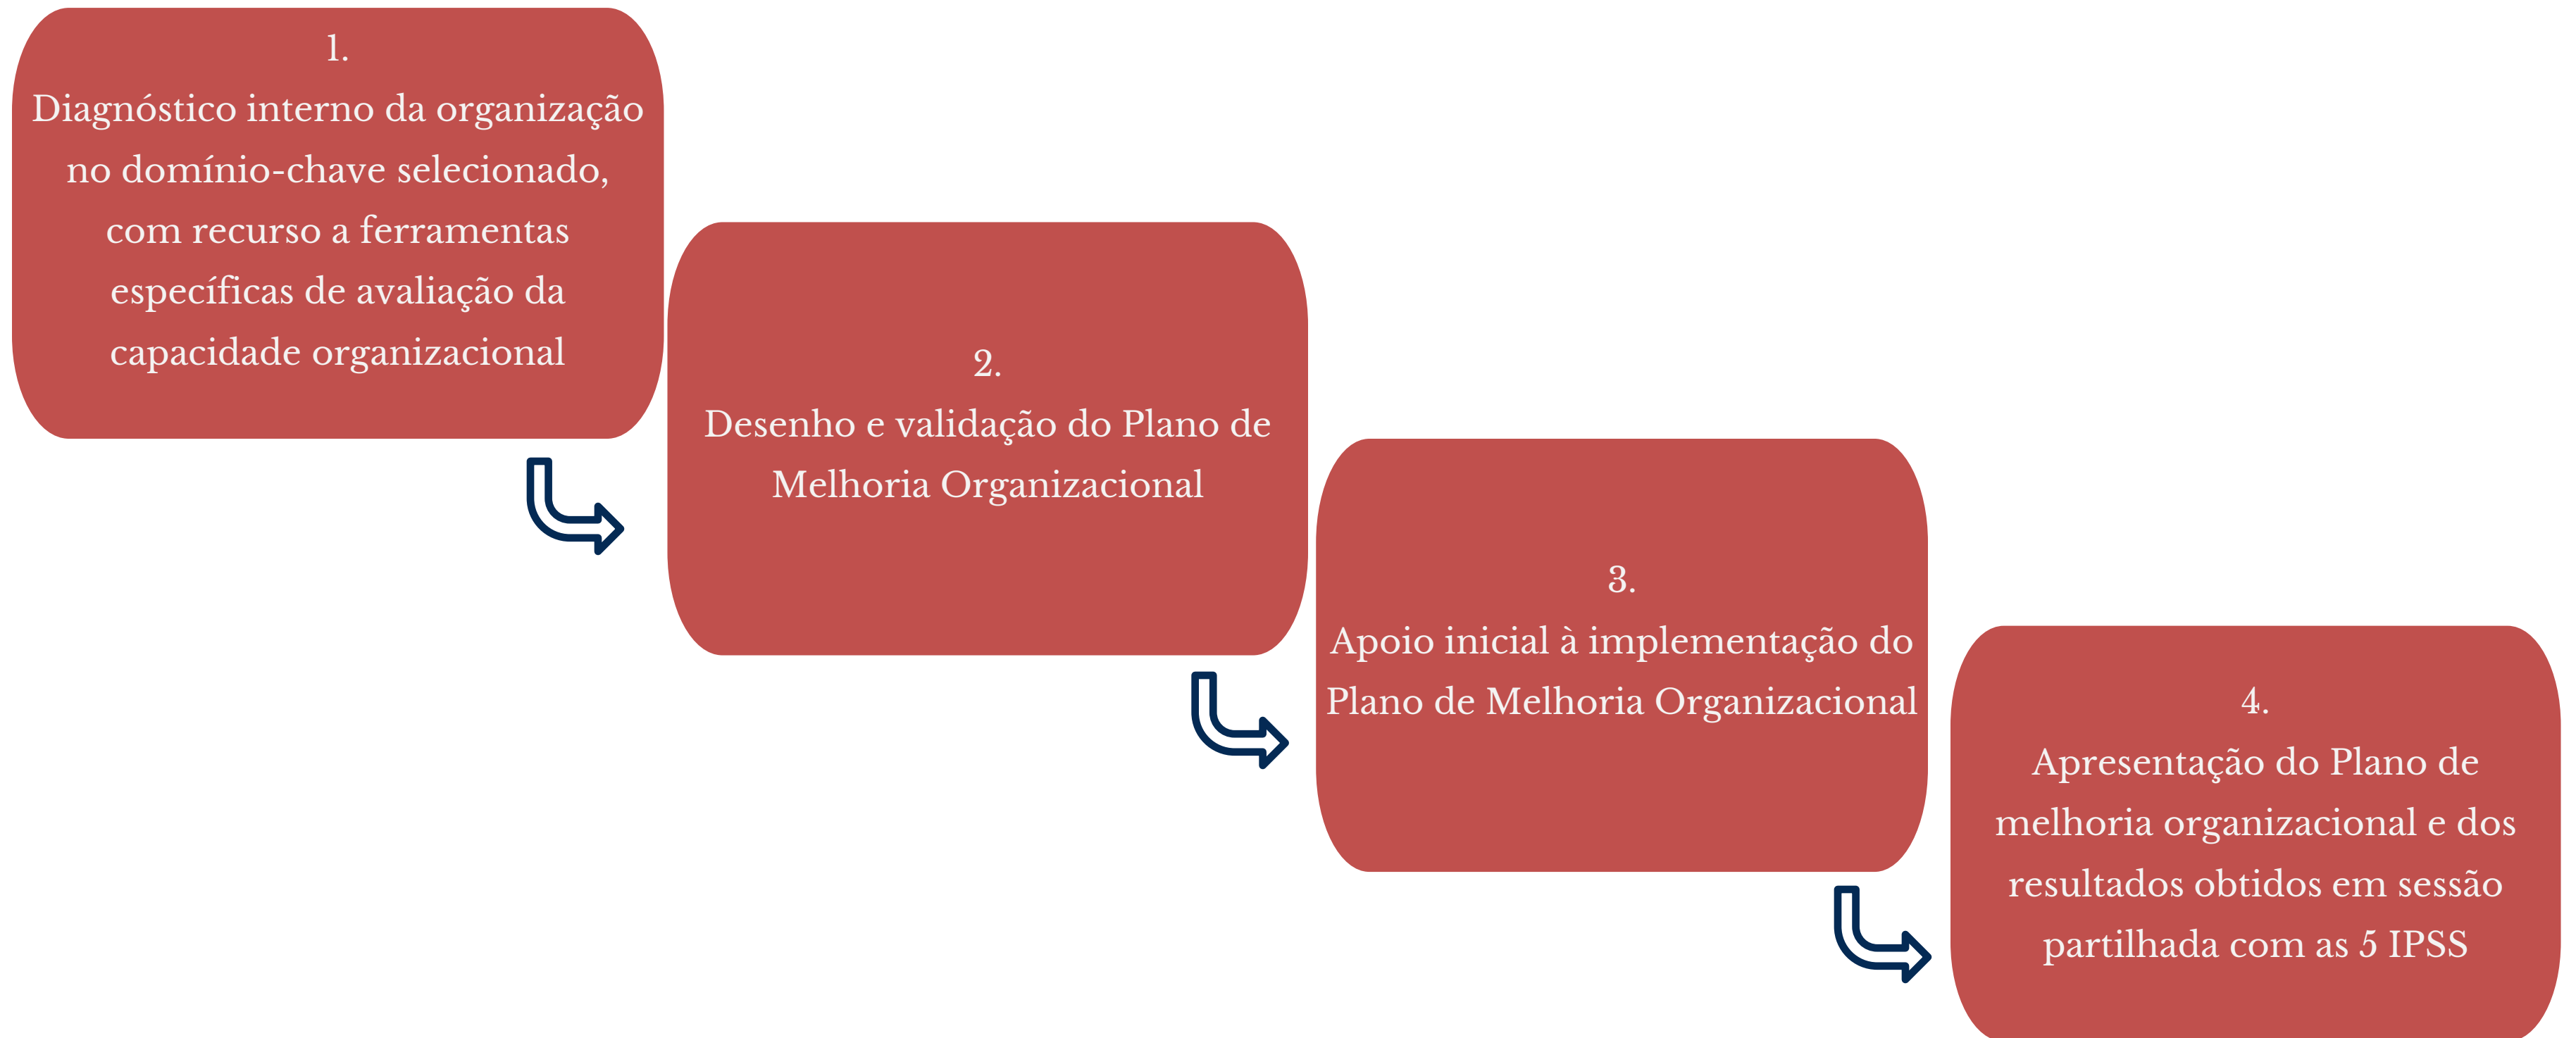 1.
Diagnóstico interno da organização
no domínio-chave selecionado,
com recurso a ferramentas
específicas de avaliação da
capacidade organizacional
2.
Desenho e validação do Plano de
Melhoria Organizacional
3.
Apoio inicial à implementação do
Plano de Melhoria Organizacional
4.
Apresentação do Plano de
melhoria organizacional e dos
resultados obtidos em sessão
partilhada com as 5 IPSS